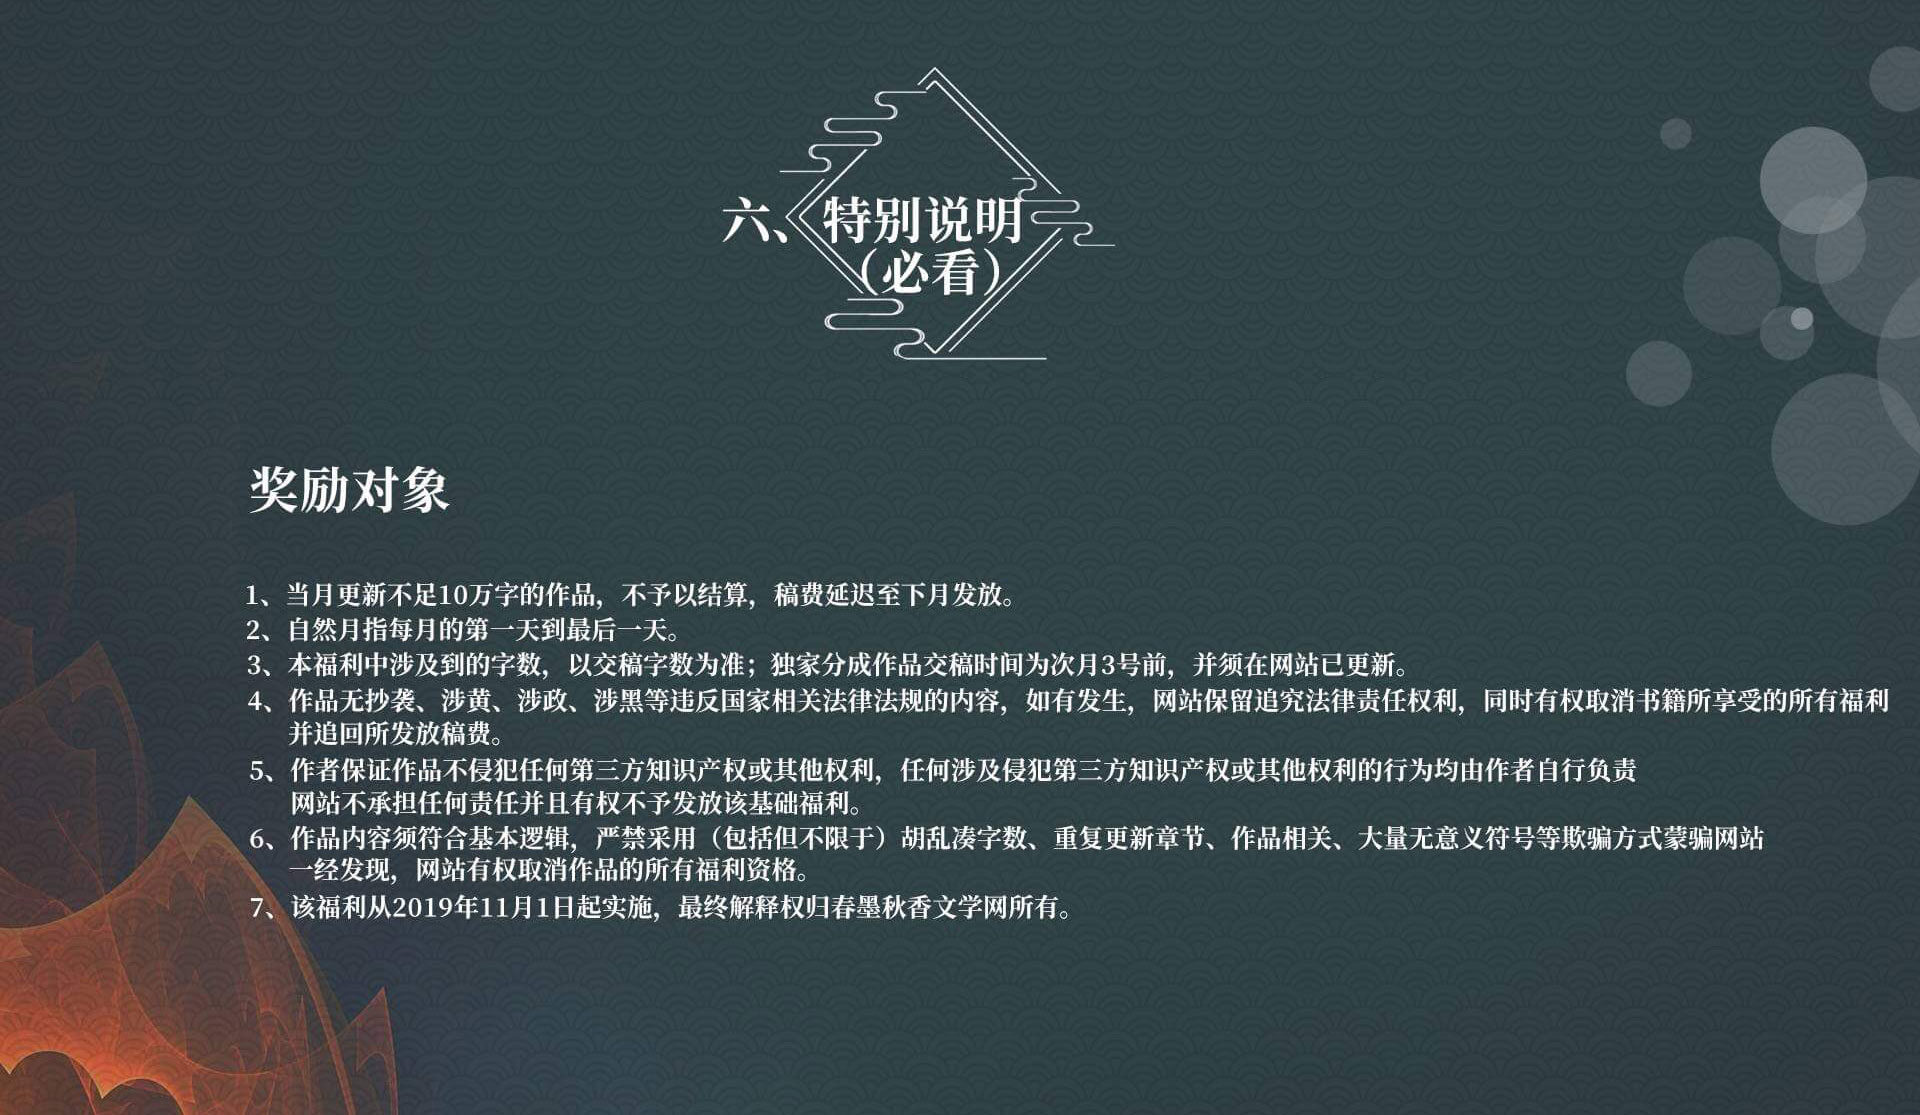 六、特别说明
（必看）
奖励对象
1、当月更新不足10万字的作品，不予以结算，稿费延迟至下月发放。
2、自然月指每月的第一天到最后一天。
3、本福利中涉及到的字数，以交稿字数为准；独家分成作品交稿时间为次月3号前，并须在网站已更新。
4、作品无抄袭、涉黄、涉政、涉黑等违反国家相关法律法规的内容，如有发生，网站保留追究法律责任权利，同时有权取消书籍所享受的所有福利
并追回所发放稿费。
5、作者保证作品不侵犯任何第三方知识产权或其他权利，任何涉及侵犯第三方知识产权或其他权利的行为均由作者自行负责
网站不承担任何责任并且有权不予发放该基础福利。
6、作品内容须符合基本逻辑，严禁采用（包括但不限于）胡乱凑字数、重复更新章节、作品相关、大量无意义符号等欺骗方式蒙骗网站
一经发现，网站有权取消作品的所有福利资格。
7、该福利从2019年11月1日起实施，最终解释权归春墨秋香文学网所有。